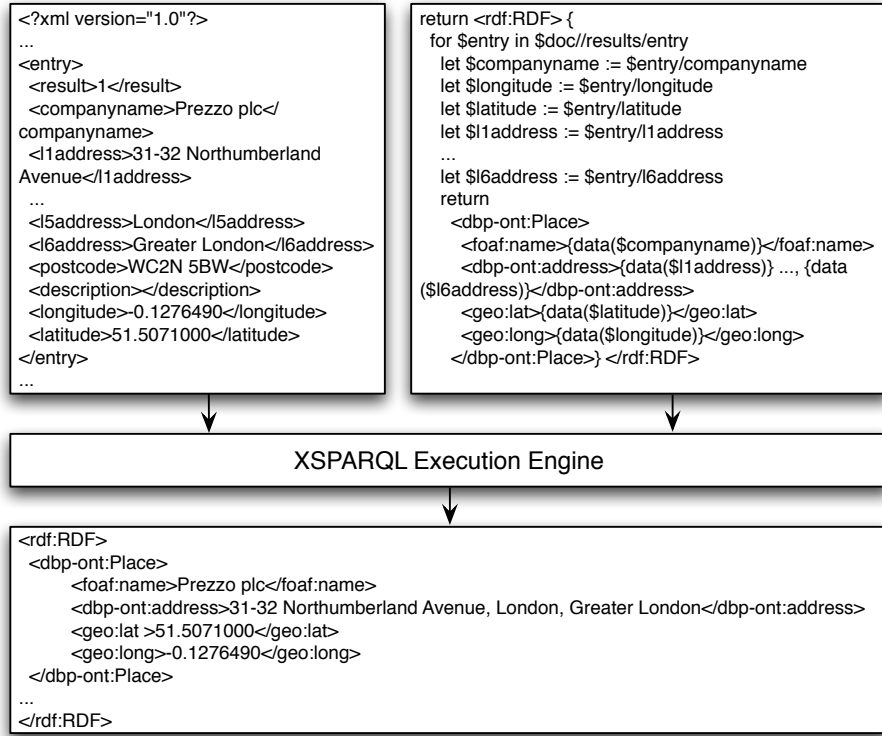 <?xml version="1.0"?>
...
<entry>
<result>1</result>
<companyname>Prezzo plc</
companyname>
<l1address>31-32 Northumberland
Avenue</l1address>
...
<l5address>London</l5address>
<l6address>Greater London</l6address>
<postcode>WC2N 5BW</postcode>
<description></description>
<longitude>-0.1276490</longitude>
<latitude>51.5071000</latitude>
</entry>
...
return <rdf:RDF> {
for $entry in $doc//results/entry
let $companyname := $entry/companyname
let $longitude := $entry/longitude
let $latitude := $entry/latitude
let $l1address := $entry/l1address
...
let $l6address := $entry/l6address
return
<dbp-ont:Place>
<foaf:name>{data($companyname)}</foaf:name>
<dbp-ont:address>{data($l1address)} ..., {data
($l6address)}</dbp-ont:address>
<geo:lat>{data($latitude)}</geo:lat>
<geo:long>{data($longitude)}</geo:long>
</dbp-ont:Place>} </rdf:RDF>
XSPARQL Execution Engine
<rdf:RDF>
<dbp-ont:Place>
<foaf:name>Prezzo plc</foaf:name>
<dbp-ont:address>31-32 Northumberland Avenue, London, Greater London</dbp-ont:address>
<geo:lat >51.5071000</geo:lat>
<geo:long>-0.1276490</geo:long>
</dbp-ont:Place>
...
</rdf:RDF>